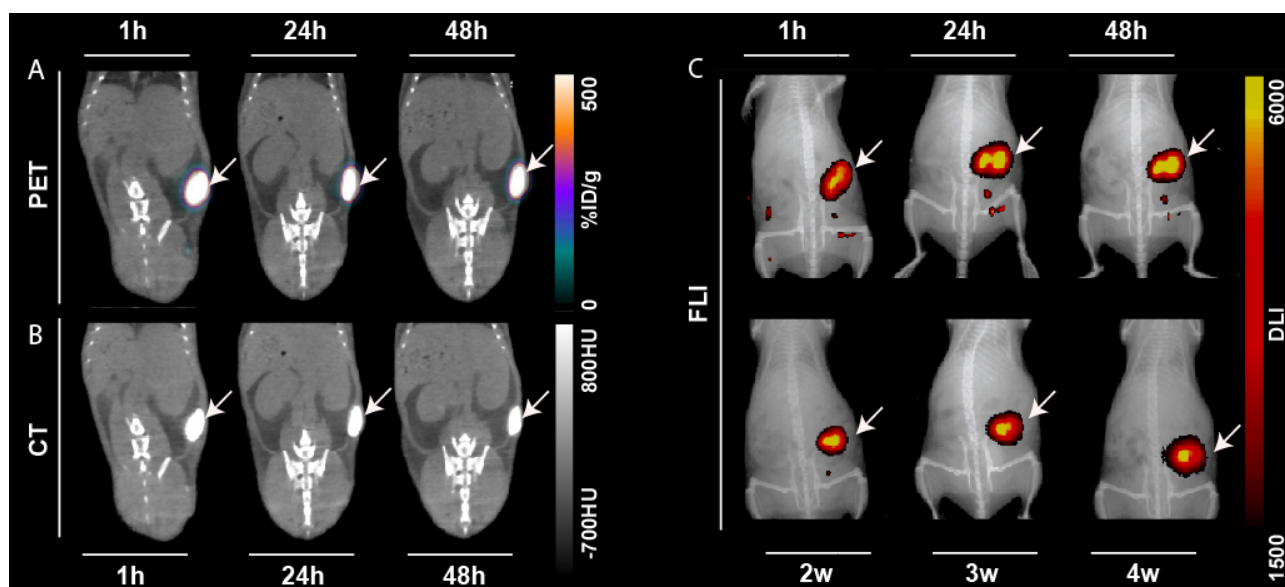 1h 24h 48h
A
PET
500
%ID/g
0
B
CT
800HU
-700HU
1h 24h 48h
1h 24h 48h
C
FLI
6000
DLI
1500
2w 3w 4w